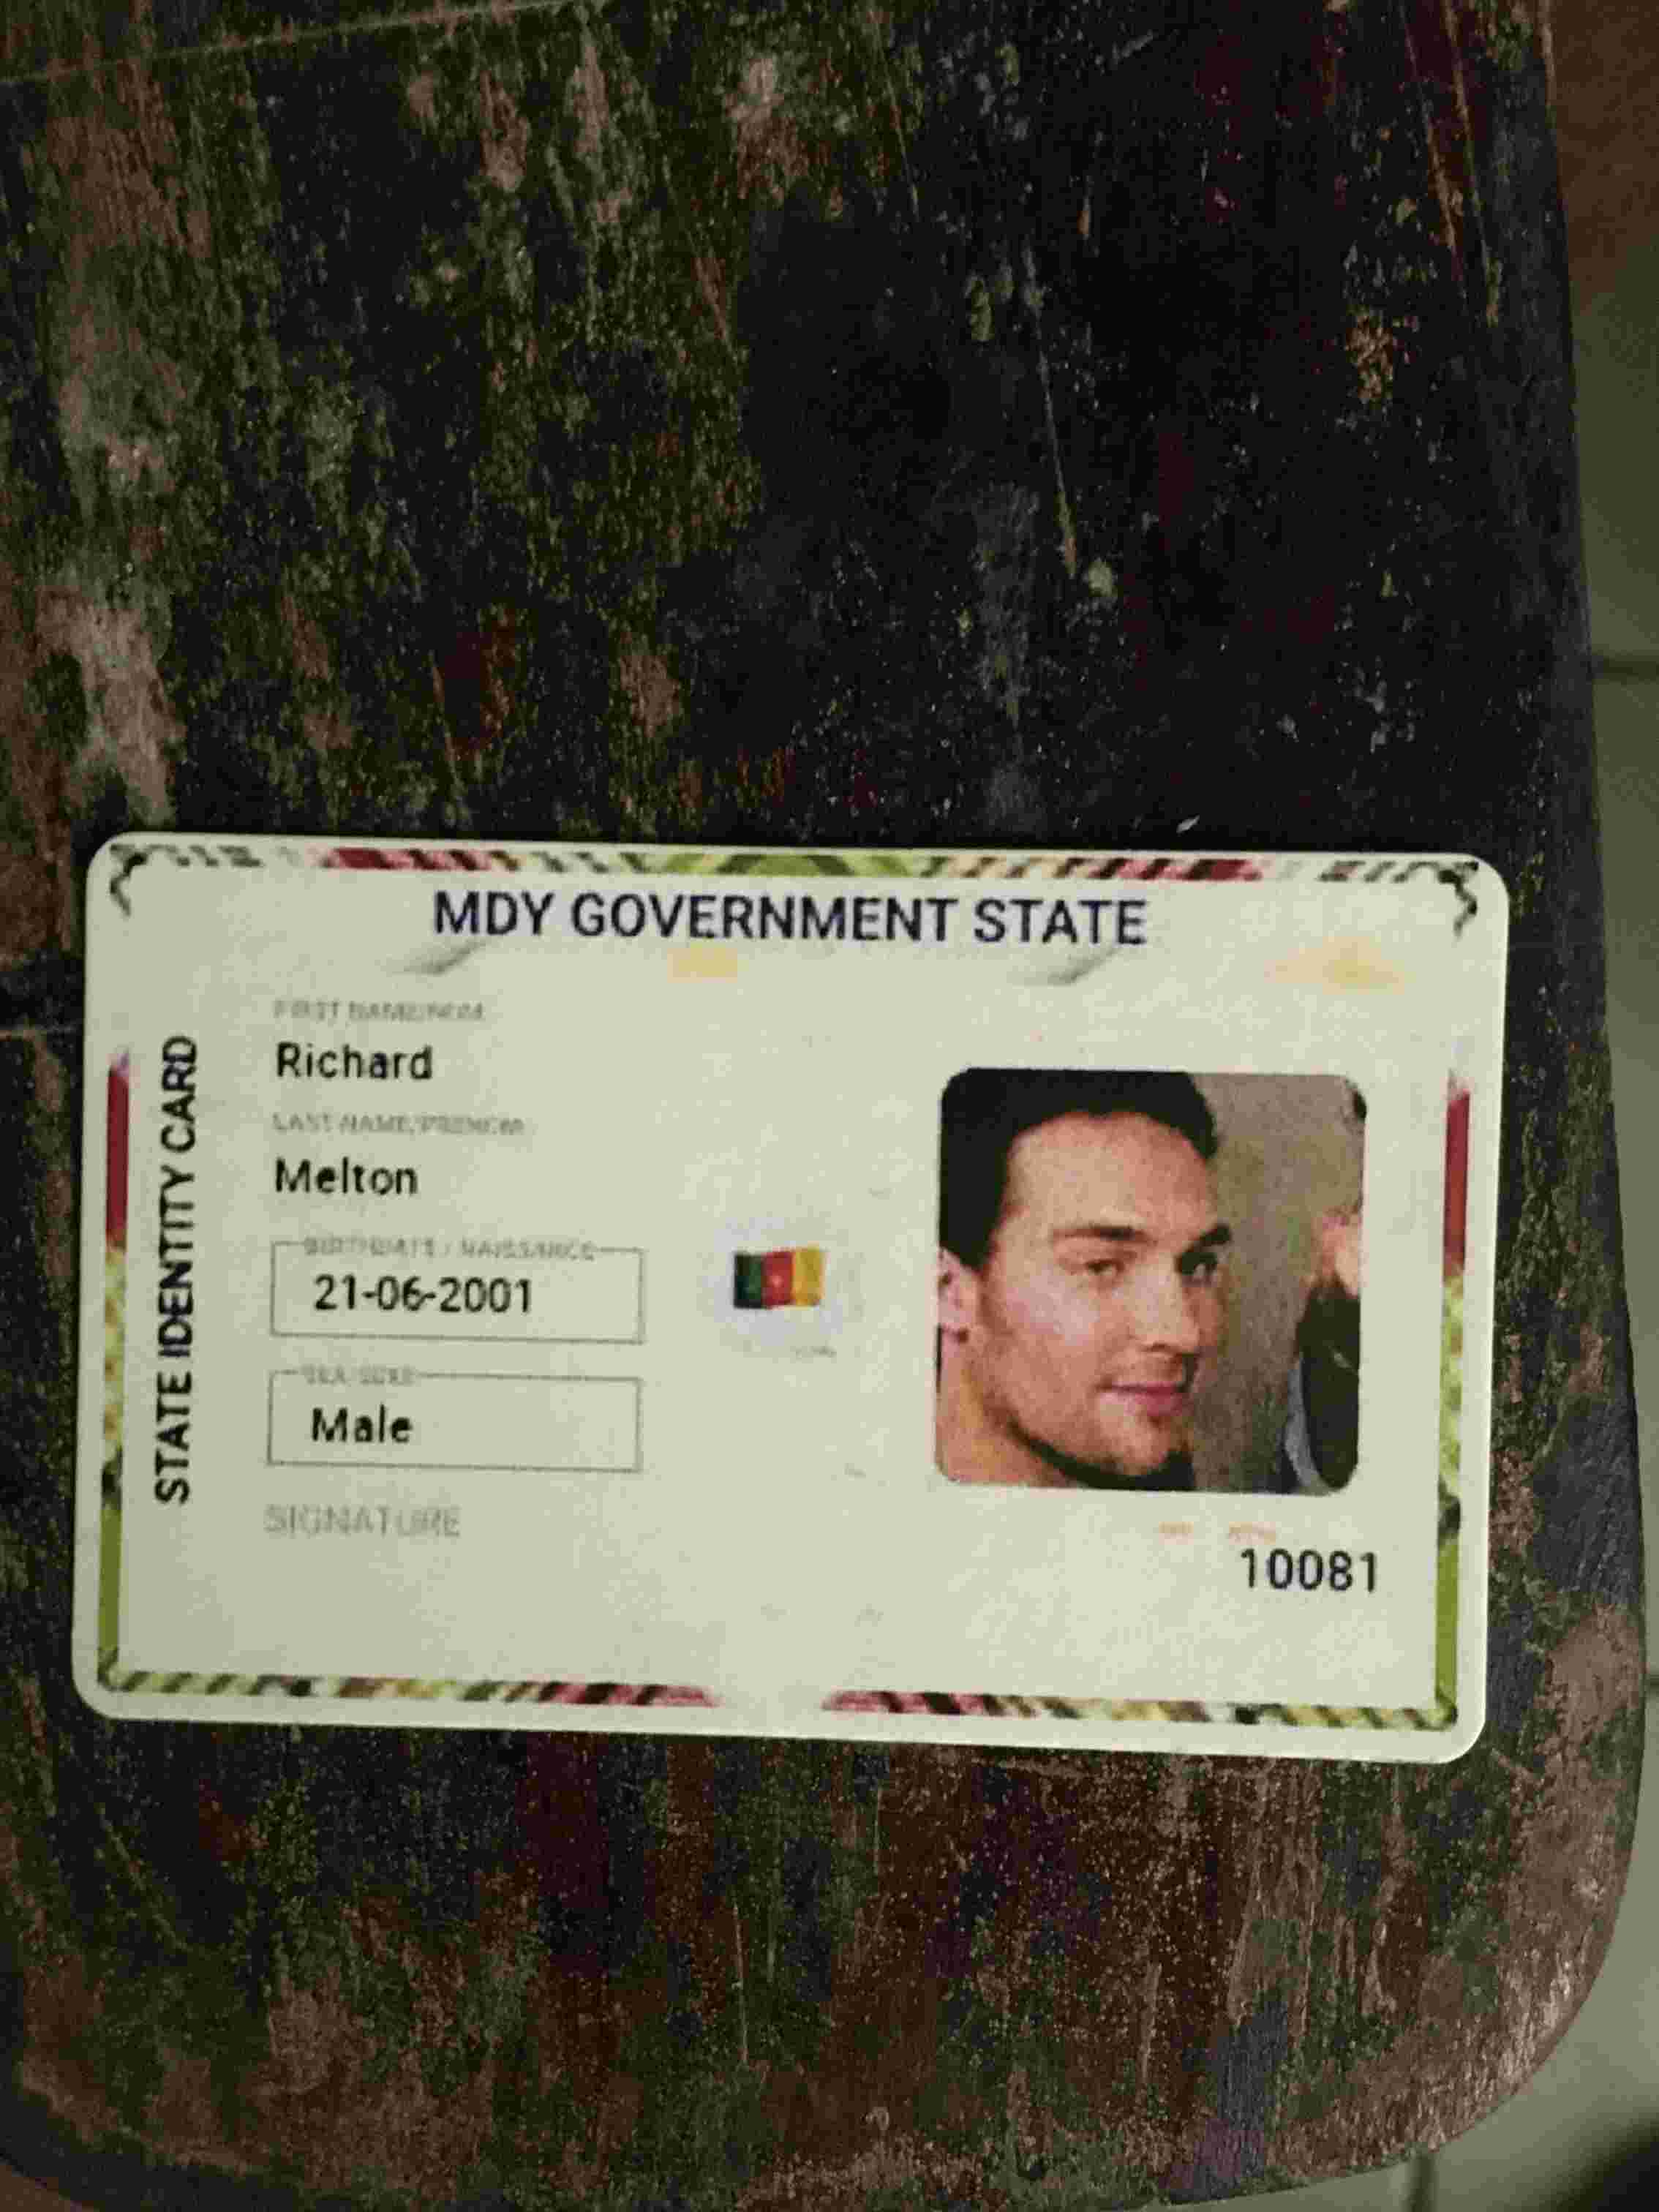 MDY GOVERNMENT STATE
STATE IDENTITY CARD
FIRST NAME/NOM
Richard
LAST NAME/PRENOM
Melton
BIRTHDATE / NAISSANCE
21-06-2001
SEX/SEXE
Male
SIGNATURE
10081